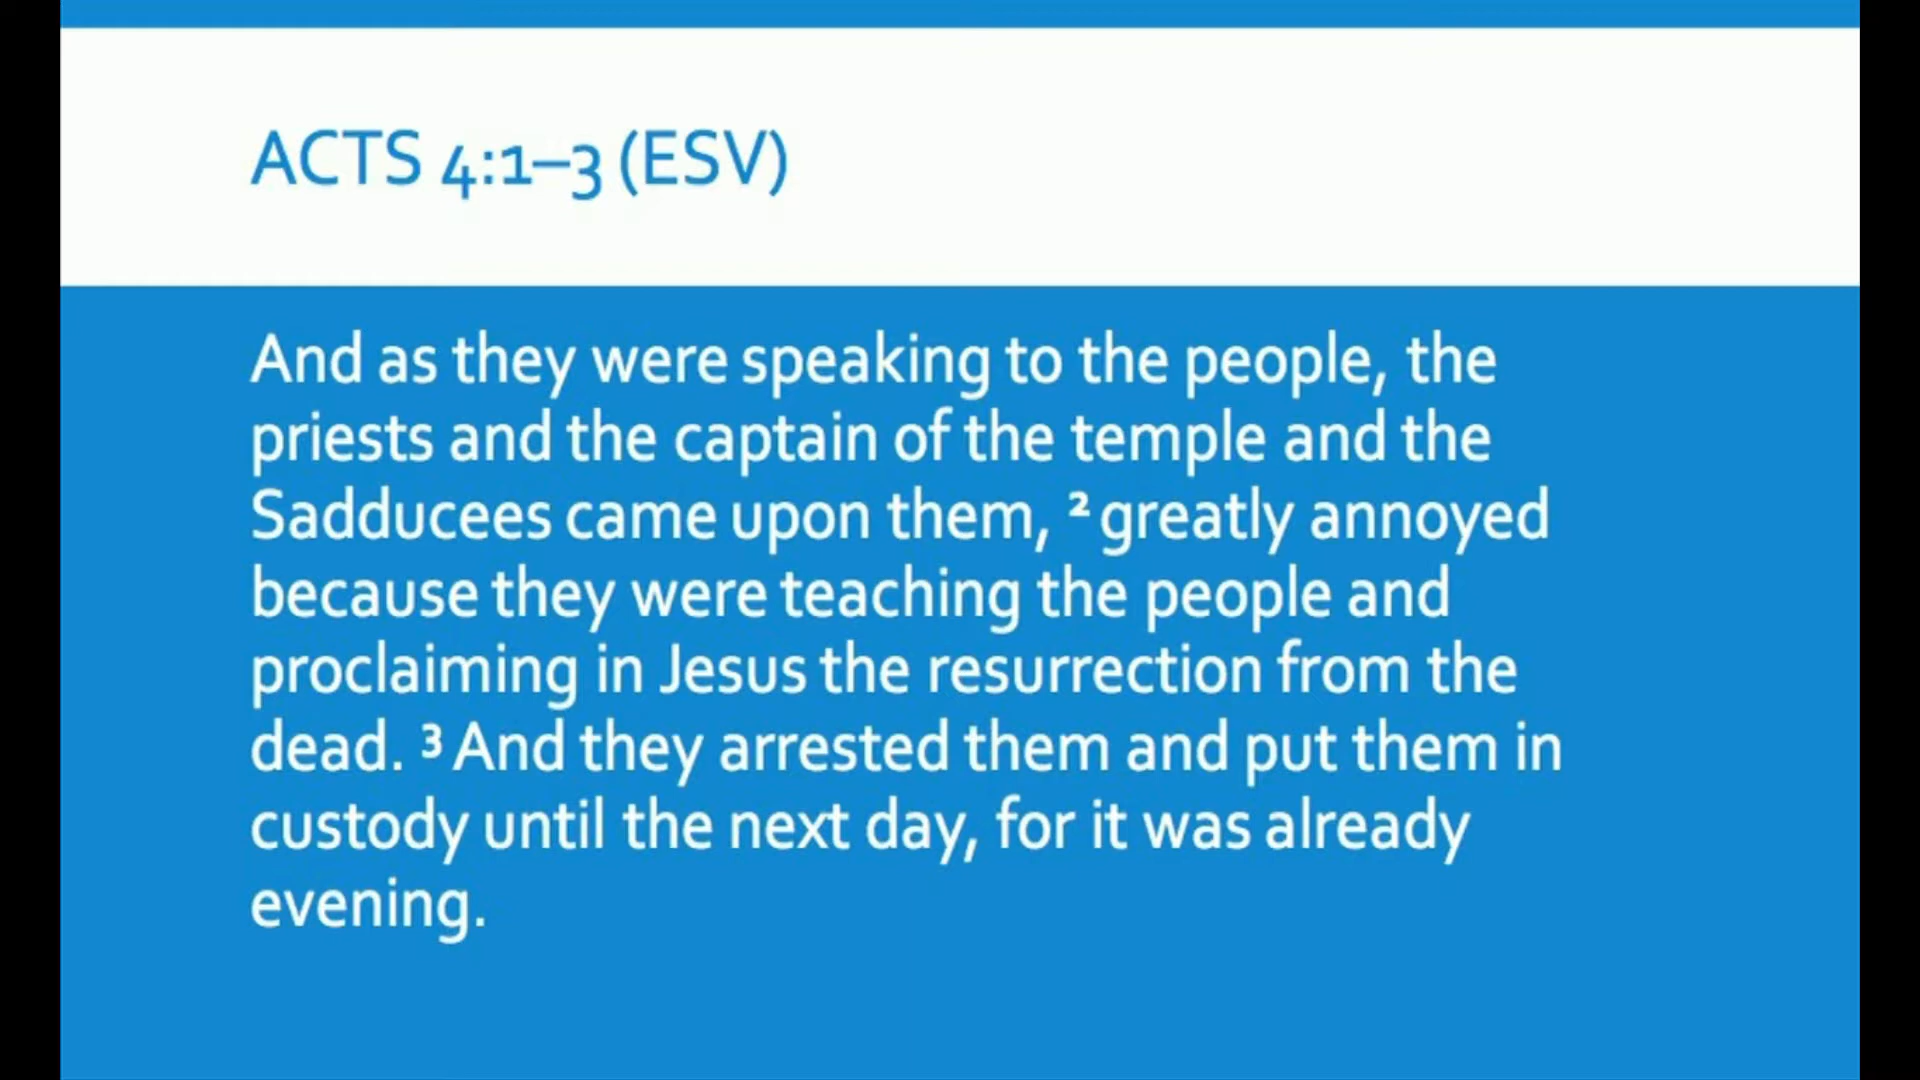 ACTS 4:1–3 (ESV)
And as they were speaking to the people, the
priests and the captain of the temple and the
Sadducees came upon them, ² greatly annoyed
because they were teaching the people and
proclaiming in Jesus the resurrection from the
dead. ³ And they arrested them and put them in
custody until the next day, for it was already
evening.